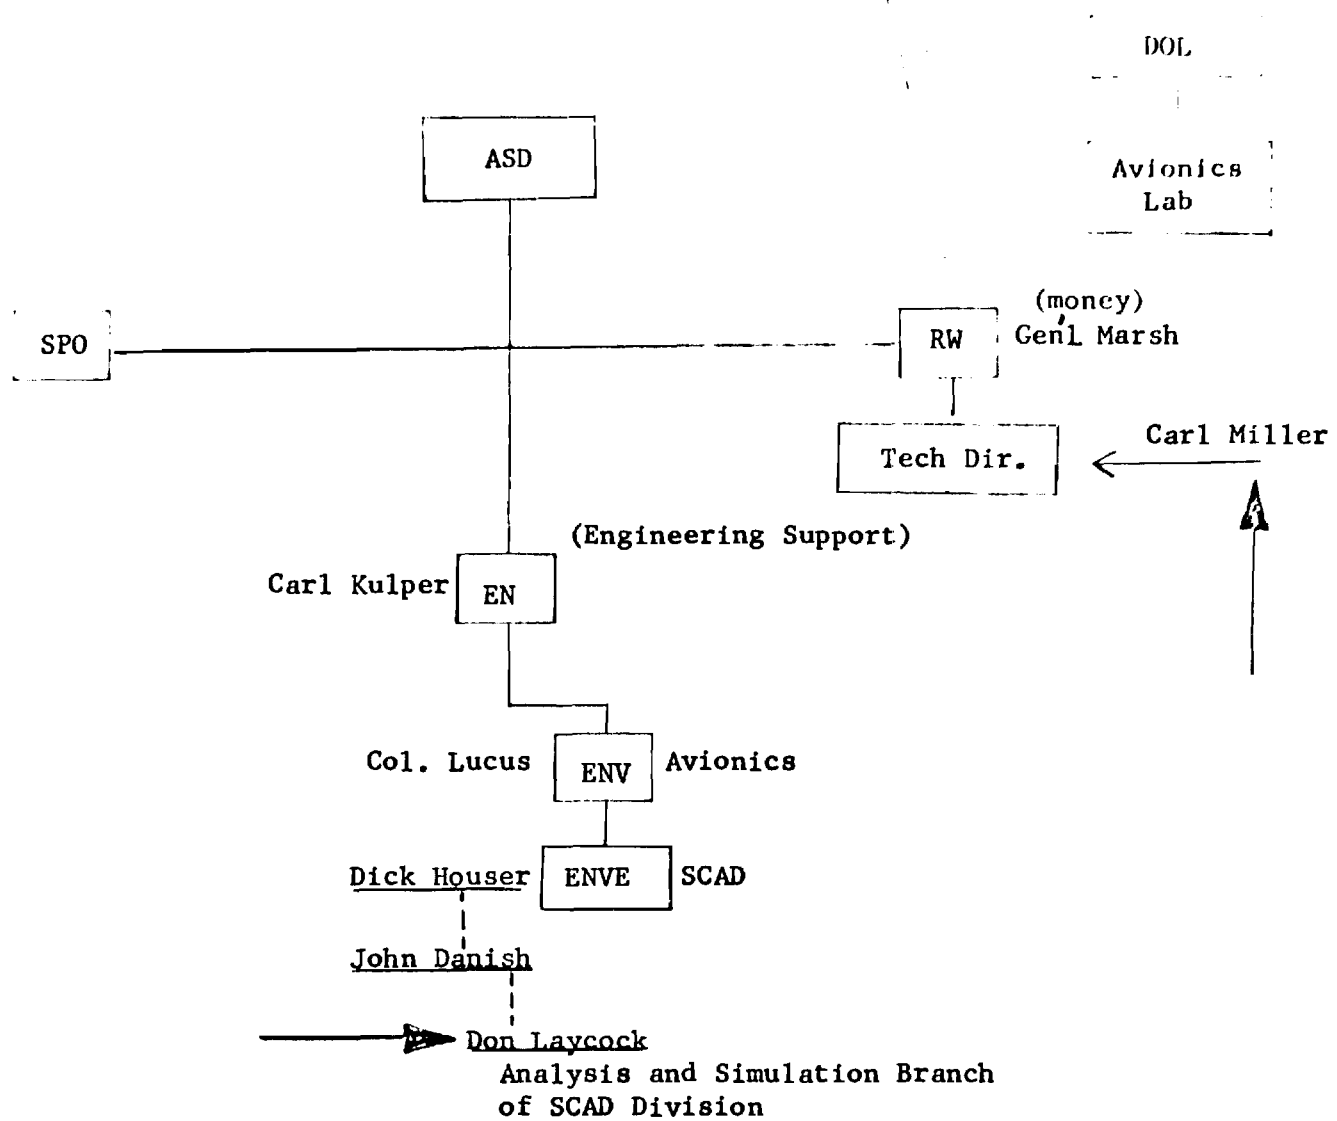 DOL
ASD
Avionics
Lab
(money)
SPO
RW
Gen'l Marsh
Carl Miller
Tech Dir.
(Engineering Support)
Carl Kulper
EN
Col. Lucus
ENV
Avionics
Dick Houser
ENVE
SCAD
John Danish
Don Laycock
Analysis and Simulation Branch
of SCAD Division